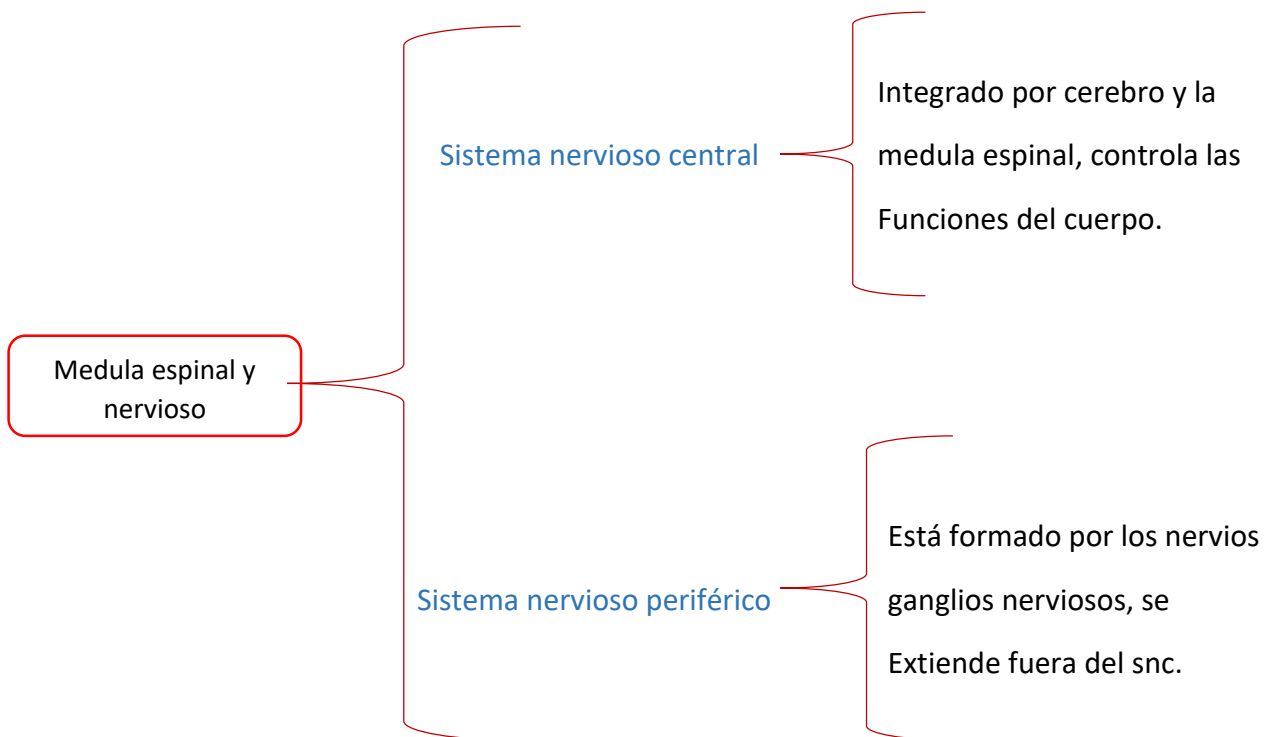 Medula espinal y
nervioso
Sistema nervioso central
Integrado por cerebro y la
medula espinal, controla las
Funciones del cuerpo.
Sistema nervioso periférico
Está formado por los nervios
ganglios nerviosos, se
Extiende fuera del snc.